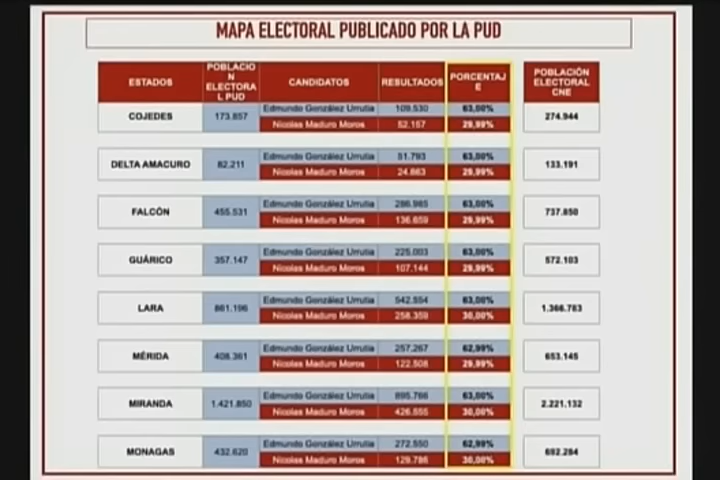 MAPA ELECTORAL PUBLICADO POR LA PUD
ESTADOS POBLACIO N ELECTORA L PUD CANDIDATOS RESULTADOS PORCENTAJ E POBLACIÓN ELECTORAL CNE
COJEDES 173.857 Edmundo González Urrutia 109.530 63,00% 274.944
Nicolas Maduro Moros 52.157 29,99%
DELTA AMACURO 82.211 Edmundo González Urrutia 51.793 63,00% 133.191
Nicolas Maduro Moros 24.663 29,99%
FALCÓN 455.531 Edmundo González Urrutia 286.985 63,00% 737.850
Nicolas Maduro Moros 136.659 29,99%
GUÁRICO 357.147 Edmundo González Urrutia 225.003 63,00% 572.103
Nicolas Maduro Moros 107.144 29,99%
LARA 861.196 Edmundo González Urrutia 542.554 63,00% 1.366.783
Nicolas Maduro Moros 258.359 30,00%
MÉRIDA 408.361 Edmundo González Urrutia 257.267 62,99% 653.145
Nicolas Maduro Moros 122.508 29,99%
MIRANDA 1.421.850 Edmundo González Urrutia 895.766 63,00% 2.221.132
Nicolas Maduro Moros 426.555 30,00%
MONAGAS 432.620 Edmundo González Urrutia 272.550 62,99% 692.284
Nicolas Maduro Moros 129.786 30,00%